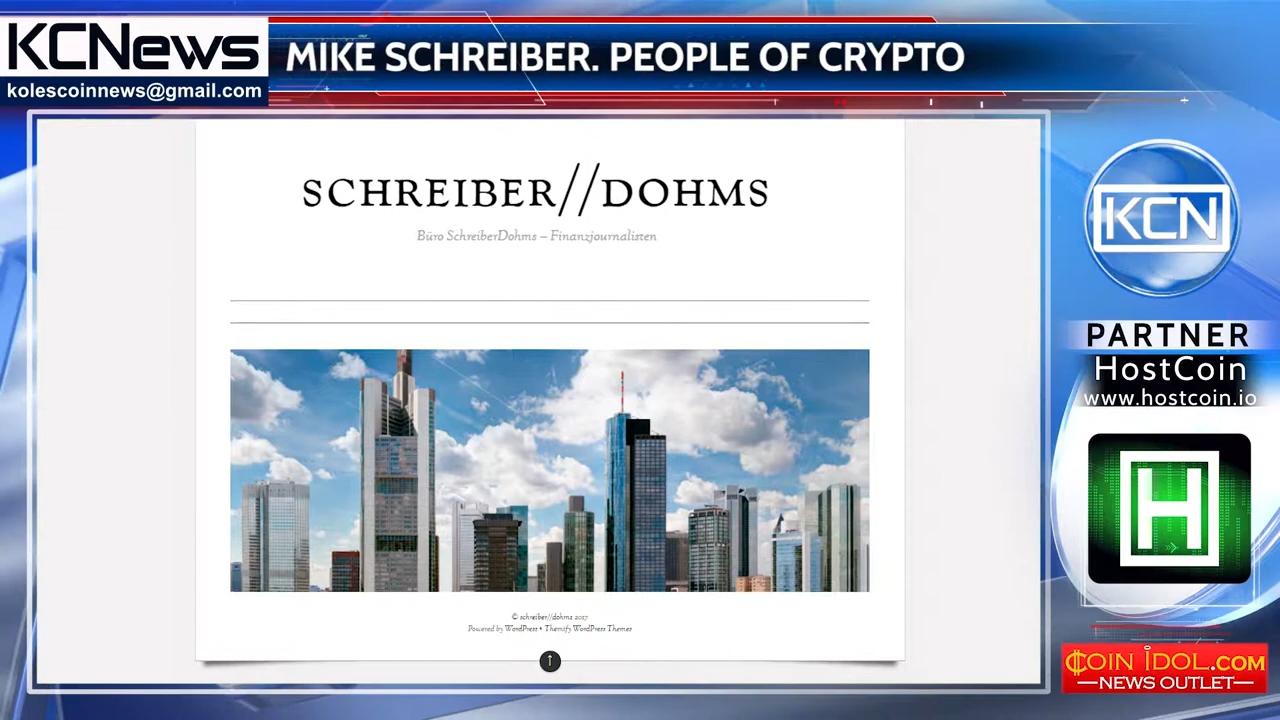 KCNews
kolescoinnews@gmail.com
MIKE SCHREIBER. PEOPLE OF CRYPTO
SCHREIBER//DOHMS
Büro SchreiberDohms – Finanzjournalisten
© schreiber//dohms 2017
Powered by WordPress • Themify WordPress Themes
KCN
PARTNER
HostCoin
www.hostcoin.io
H
COIN IDOL.COM
—NEWS OUTLET—